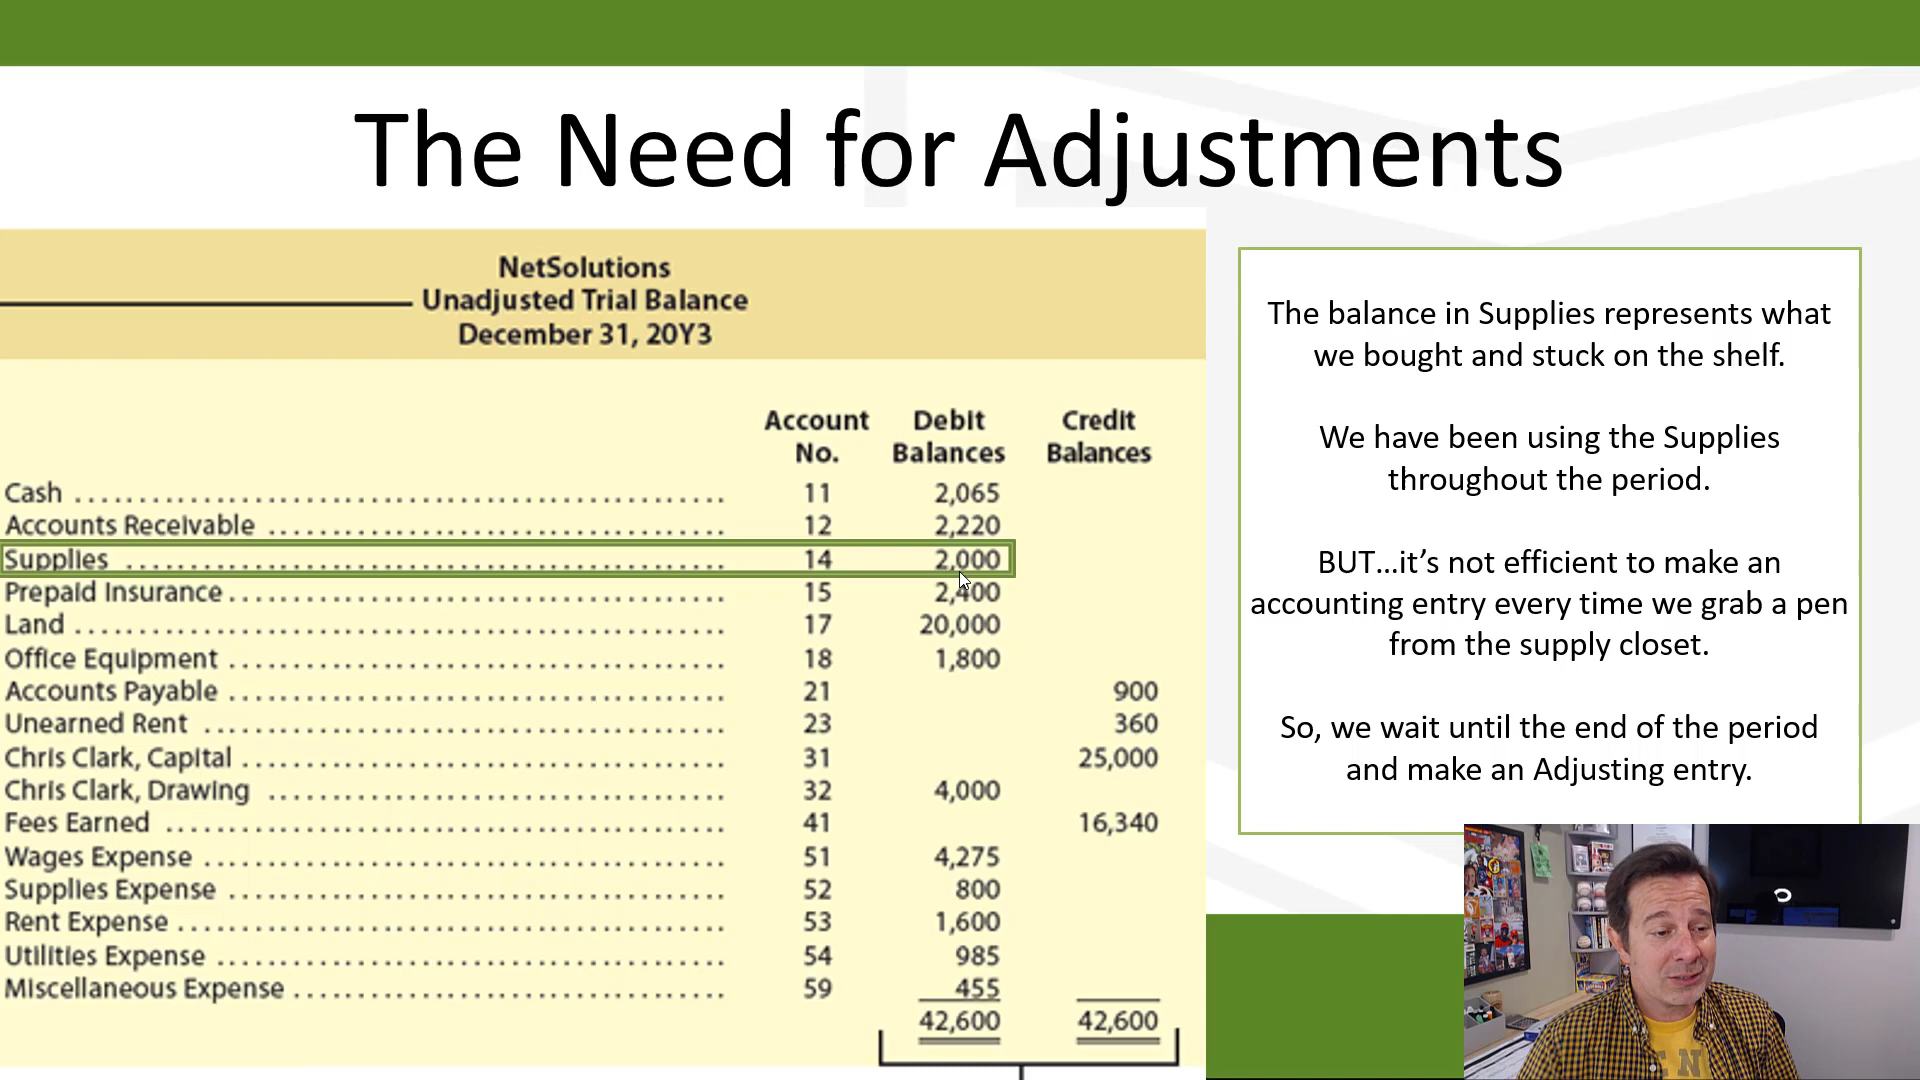 The Need for Adjustments
NetSolutions
Unadjusted Trial Balance
December 31, 20Y3
Account No. Debit Balances Credit Balances
Cash 11 2,065
Accounts Receivable 12 2,220
Supplies 14 2,000
Prepaid Insurance 15 2,400
Land 17 20,000
Office Equipment 18 1,800
Accounts Payable 21 900
Unearned Rent 23 360
Chris Clark, Capital 31 25,000
Chris Clark, Drawing 32 4,000
Fees Earned 41 16,340
Wages Expense 51 4,275
Supplies Expense 52 800
Rent Expense 53 1,600
Utilities Expense 54 985
Miscellaneous Expense 59 455
42,600 42,600
The balance in Supplies represents what
we bought and stuck on the shelf.
We have been using the Supplies
throughout the period.
BUT...it's not efficient to make an
accounting entry every time we grab a pen
from the supply closet.
So, we wait until the end of the period
and make an Adjusting entry.